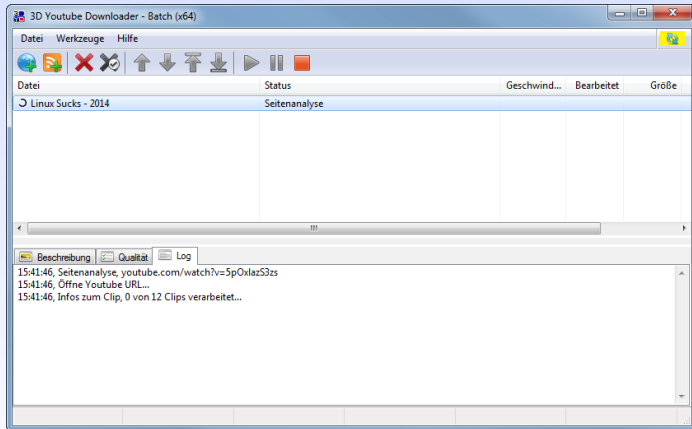 3D Youtube Downloader - Batch (x64)
Datei Werkzeuge Hilfe
Datei Status Geschwind... Bearbeitet Größe
Linux Sucks - 2014 Seitenanalyse
Beschreibung Qualität Log
15:41:46, Seitenanalyse, youtube.com/watch?v=5pOxlazS3zs
15:41:46, Öffne Youtube URL...
15:41:46, Infos zum Clip, 0 von 12 Clips verarbeitet...